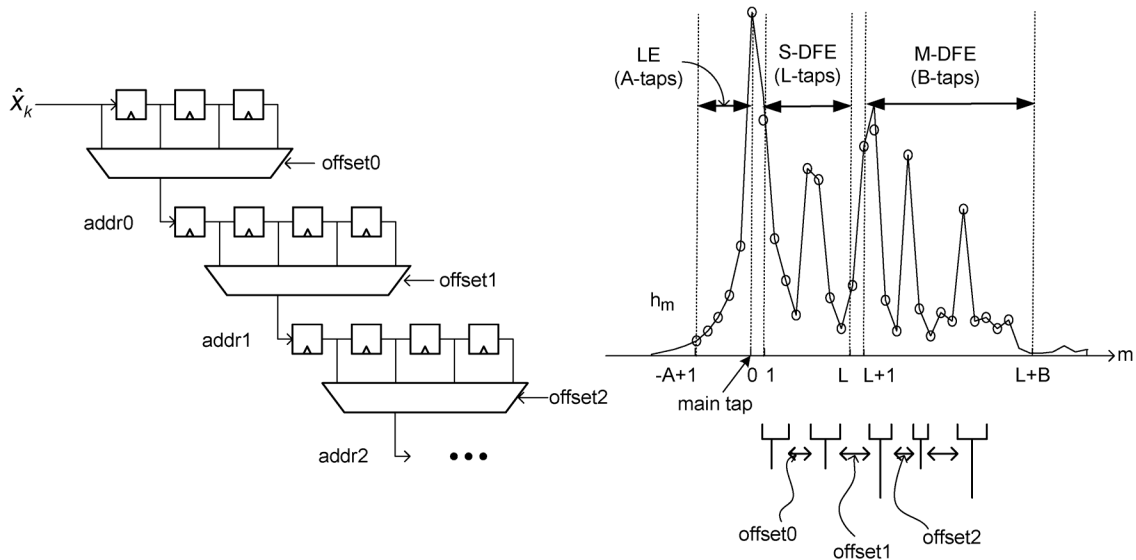 x̂k
offset0
addr0
offset1
addr1
offset2
addr2
LE
(A-taps)
S-DFE
(L-taps)
M-DFE
(B-taps)
hm
m
-A+1
0
1
L
L+1
L+B
main tap
offset0
offset1
offset2